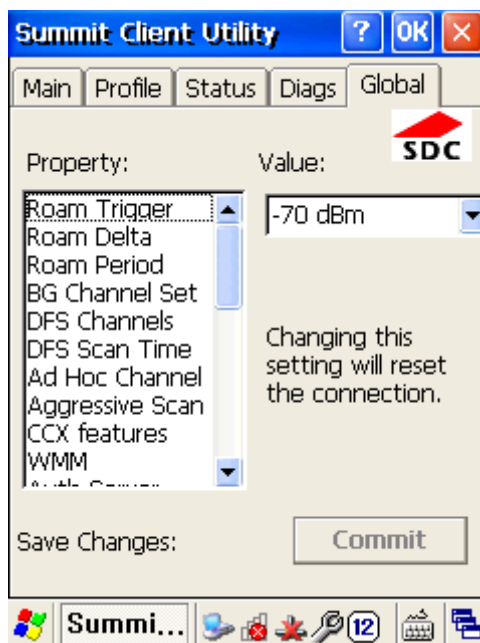 Summit Client Utility ? OK ×
Main Profile Status Diags Global
SDC
Property: Value:
Roam Trigger
-70 dBm
Roam Delta
Roam Period
BG Channel Set
DFS Channels
DFS Scan Time
Ad Hoc Channel
Aggressive Scan
CCX features
WMM
Auth Server
Changing this
setting will reset
the connection.
Save Changes: Commit
Summi... 12